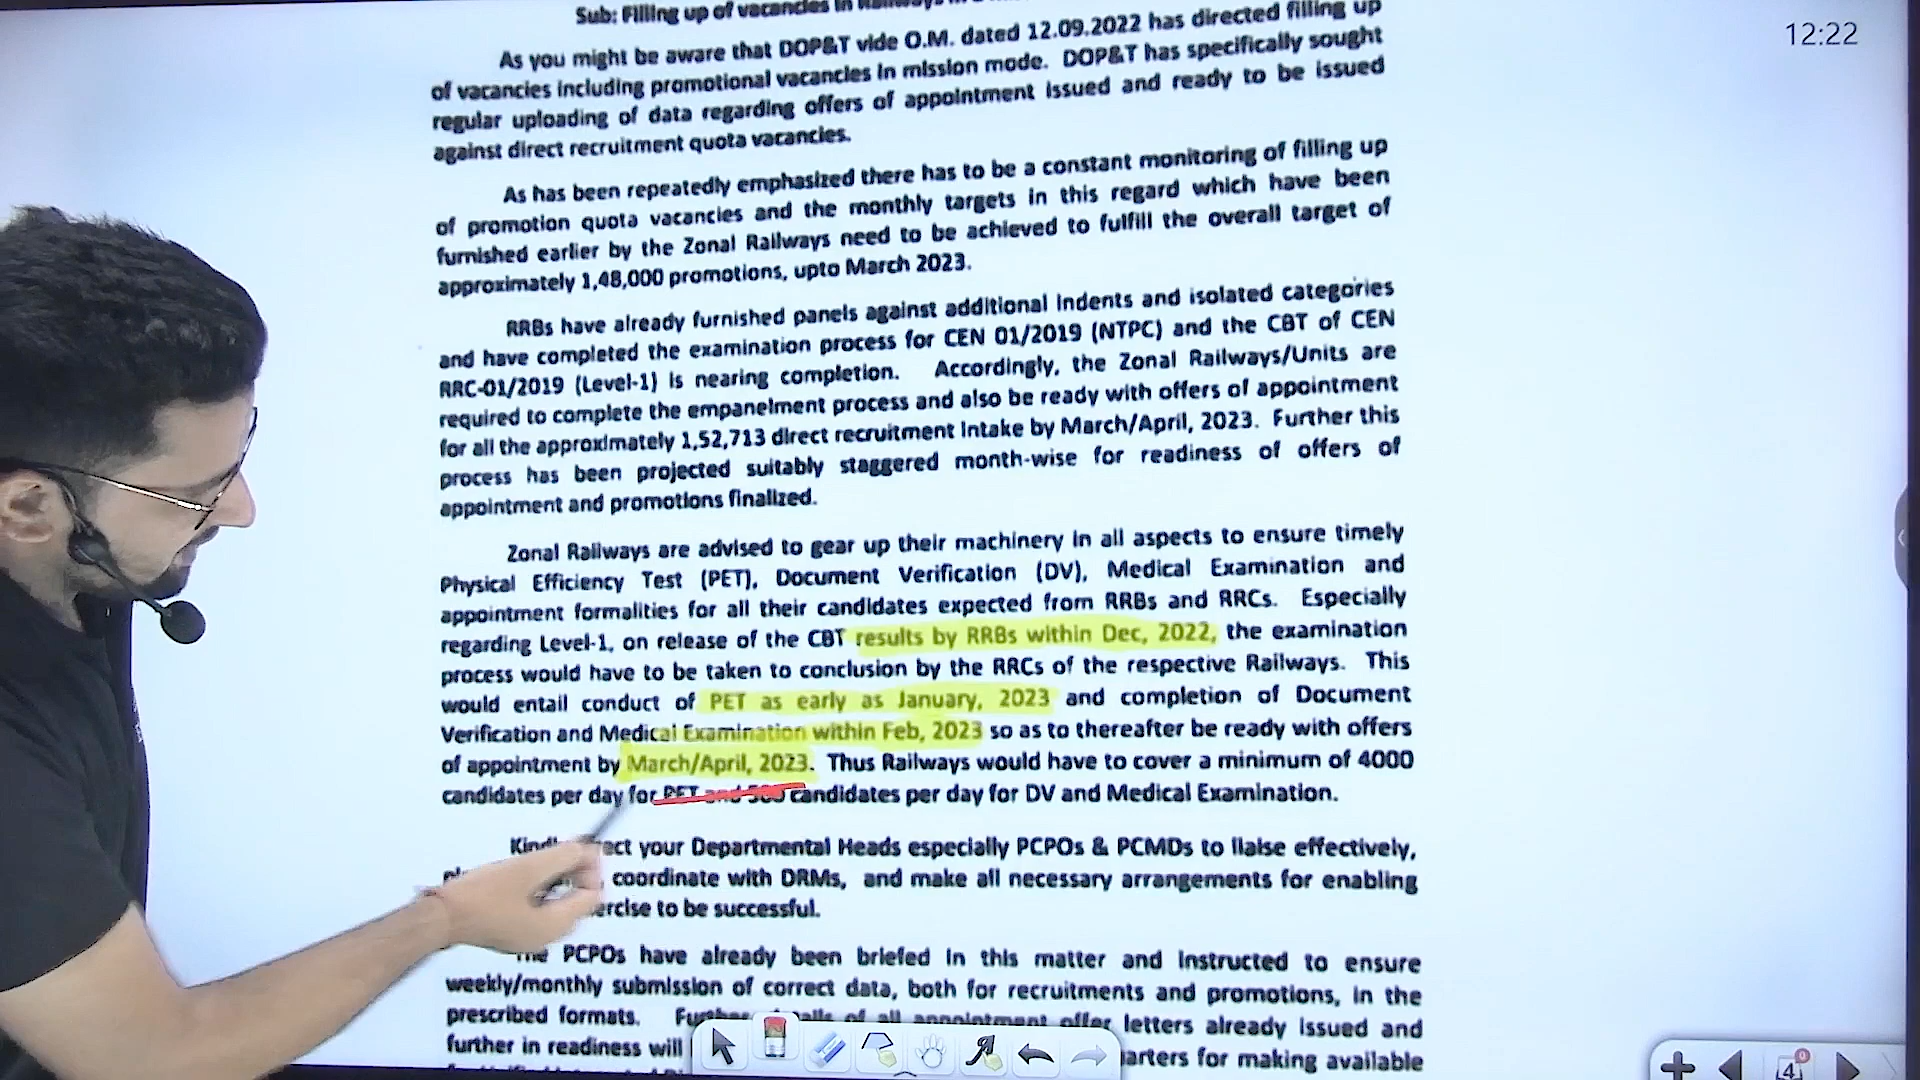 Sub: Filling up of vacancies in Railways in
12:22
As you might be aware that DOP&T vide O.M. dated 12.09.2022 has directed filling up
of vacancies including promotional vacancies in mission mode. DOP&T has specifically sought
regular uploading of data regarding offers of appointment issued and ready to be issued
against direct recruitment quota vacancies.
As has been repeatedly emphasized there has to be a constant monitoring of filling up
of promotion quota vacancies and the monthly targets in this regard which have been
furnished earlier by the Zonal Railways need to be achieved to fulfill the overall target of
approximately 1,48,000 promotions, upto March 2023.
RRBs have already furnished panels against additional indents and isolated categories
and have completed the examination process for CEN 01/2019 (NTPC) and the CBT of CEN
RRC-01/2019 (Level-1) is nearing completion. Accordingly, the Zonal Railways/Units are
required to complete the empanelment process and also be ready with offers of appointment
for all the approximately 1,52,713 direct recruitment intake by March/April, 2023. Further this
process has been projected suitably staggered month-wise for readiness of offers of
appointment and promotions finalized.
Zonal Railways are advised to gear up their machinery in all aspects to ensure timely
Physical Efficiency Test (PET), Document Verification (DV), Medical Examination and
appointment formalities for all their candidates expected from RRBs and RRCs. Especially
regarding Level-1, on release of the CBT results by RRBs within Dec, 2022, the examination
process would have to be taken to conclusion by the RRCs of the respective Railways. This
would entail conduct of PET as early as January, 2023 and completion of Document
Verification and Medical Examination within Feb, 2023 so as to thereafter be ready with offers
of appointment by March/April, 2023. Thus Railways would have to cover a minimum of 4000
candidates per day for PET and 500 candidates per day for DV and Medical Examination.
your Departmental Heads especially PCPOs & PCMDs to liaise effectively,
coordinate with DRMs, and make all necessary arrangements for enabling
to be successful.
PCPOs have already been briefed in this matter and instructed to ensure
weekly/monthly submission of correct data, both for recruitments and promotions, in the
prescribed formats. of all appointment offer letters already issued and
further in readiness will for making available
4